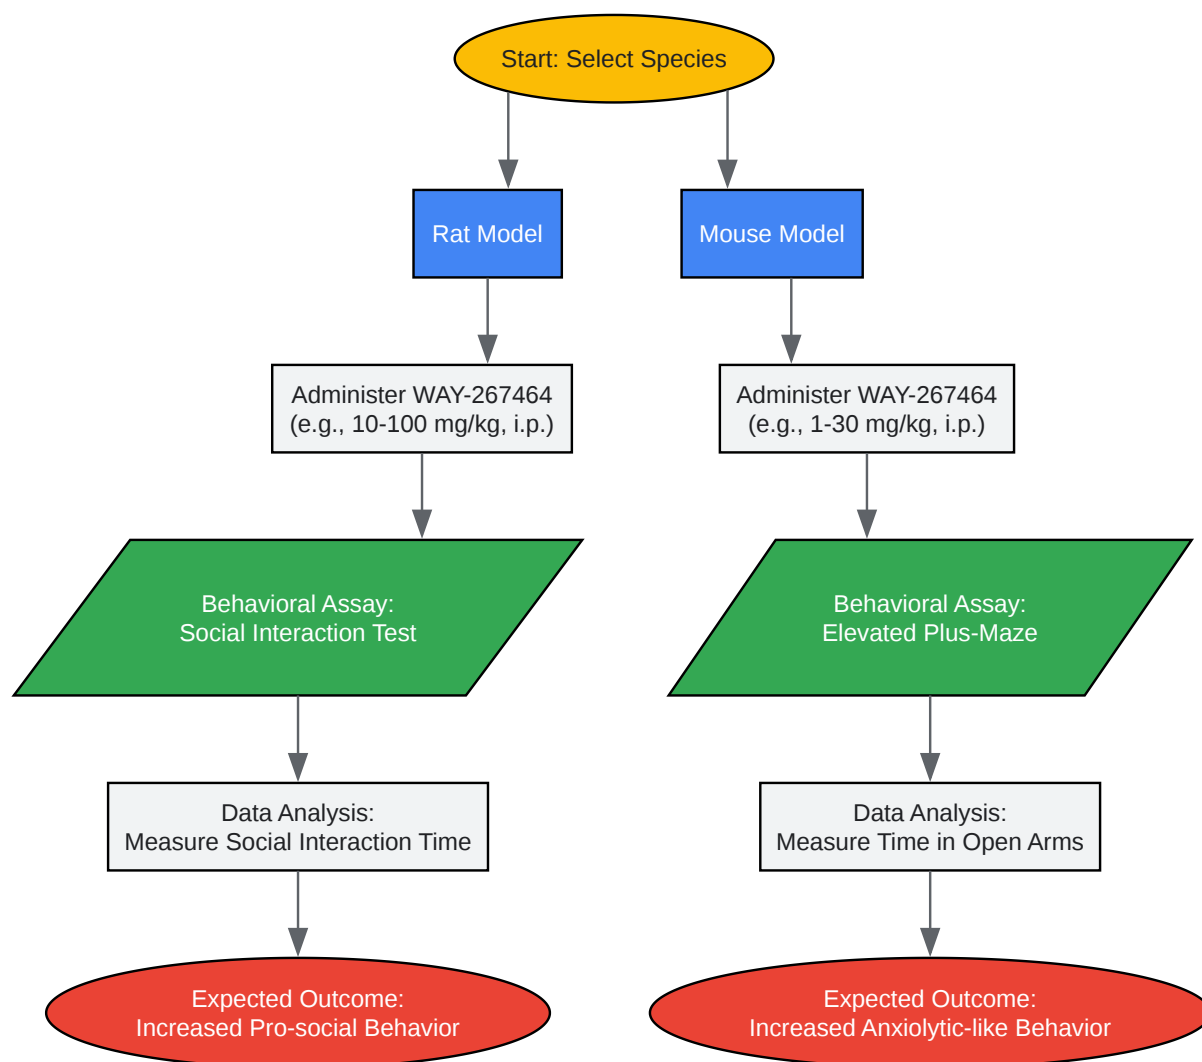 Start: Select Species
Rat Model
Mouse Model
Administer WAY-267464
(e.g., 10-100 mg/kg, i.p.)
Administer WAY-267464
(e.g., 1-30 mg/kg, i.p.)
Behavioral Assay:
Social Interaction Test
Behavioral Assay:
Elevated Plus-Maze
Data Analysis:
Measure Social Interaction Time
Data Analysis:
Measure Time in Open Arms
Expected Outcome:
Increased Pro-social Behavior
Expected Outcome:
Increased Anxiolytic-like Behavior